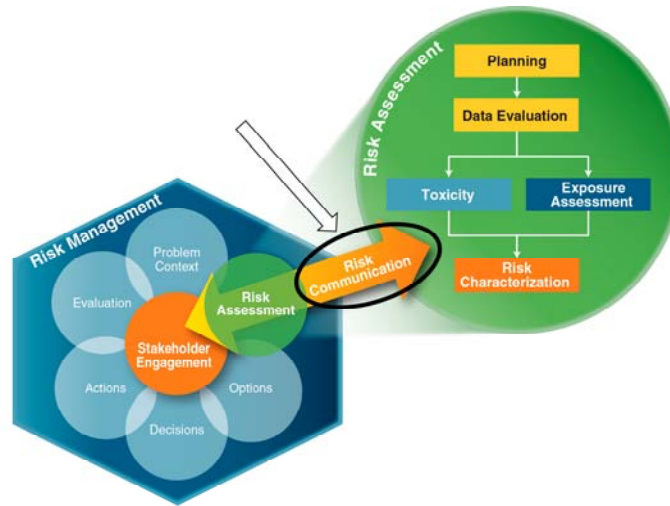 Risk Management
Problem
Context
Evaluation
Risk
Assessment
Stakeholder
Engagement
Actions
Options
Decisions
Risk
Communication
Risk Assessment
Planning
Data Evaluation
Toxicity
Exposure
Assessment
Risk
Characterization